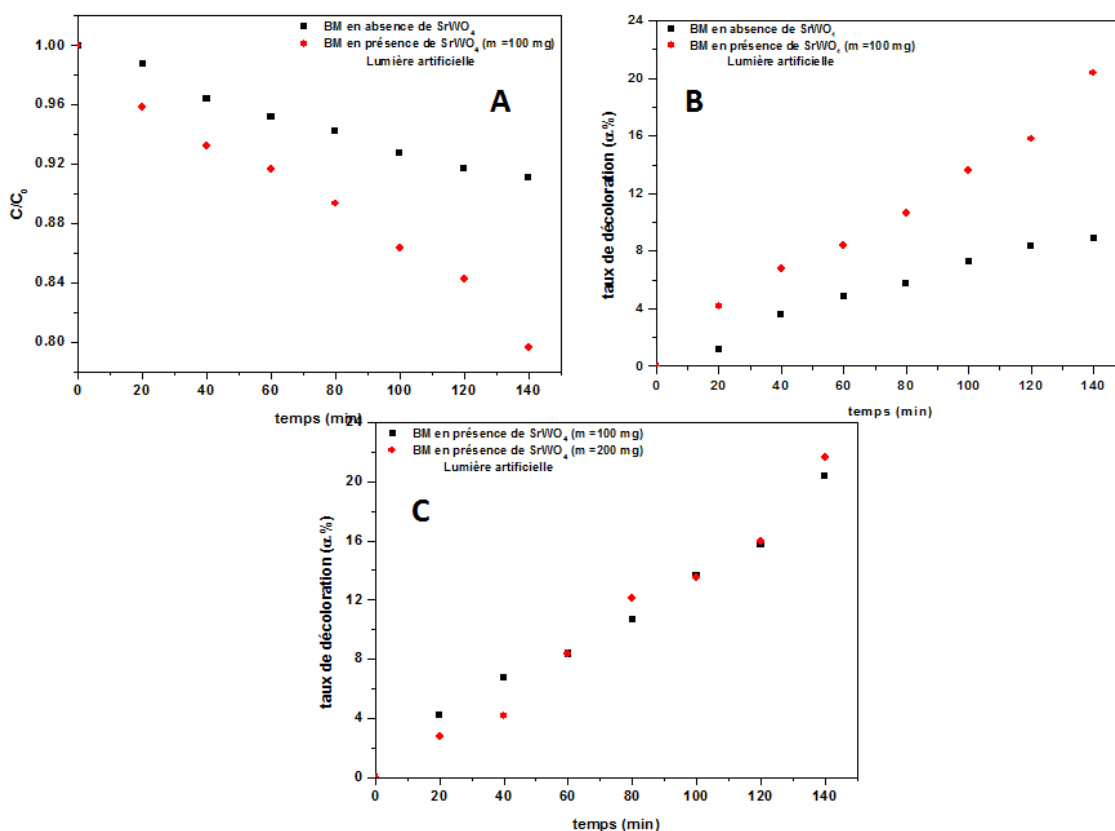 BM en absence de SrWO₄
BM en présence de SrWO₄ (m =100 mg)
Lumière artificielle
A
C/C₀
1.00
0.96
0.92
0.88
0.84
0.80
0 20 40 60 80 100 120 140
temps (min)
BM en absence de SrWO₄
BM en présence de SrWO₄ (m =100 mg)
Lumière artificielle
B
taux de décoloration (α.%)
24
20
16
12
8
4
0
0 20 40 60 80 100 120 140
temps (min)
BM en présence de SrWO₄ (m =100 mg)
BM en présence de SrWO₄ (m =200 mg)
Lumière artificielle
C
taux de décoloration (α.%)
24
20
16
12
8
4
0
0 20 40 60 80 100 120 140
temps (min)